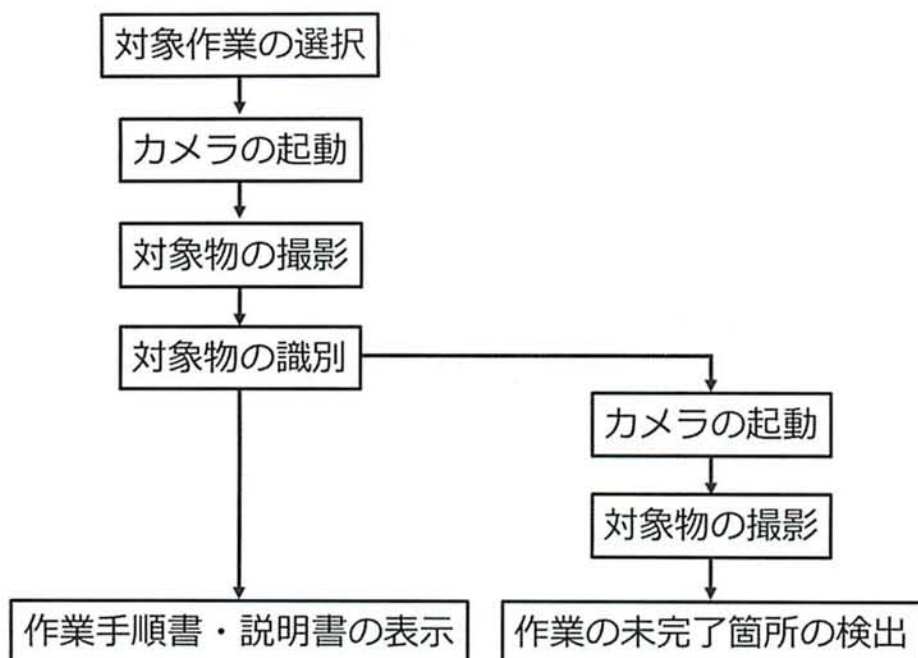 対象作業の選択
カメラの起動
対象物の撮影
対象物の識別
カメラの起動
対象物の撮影
作業手順書・説明書の表示
作業の未完了箇所の検出